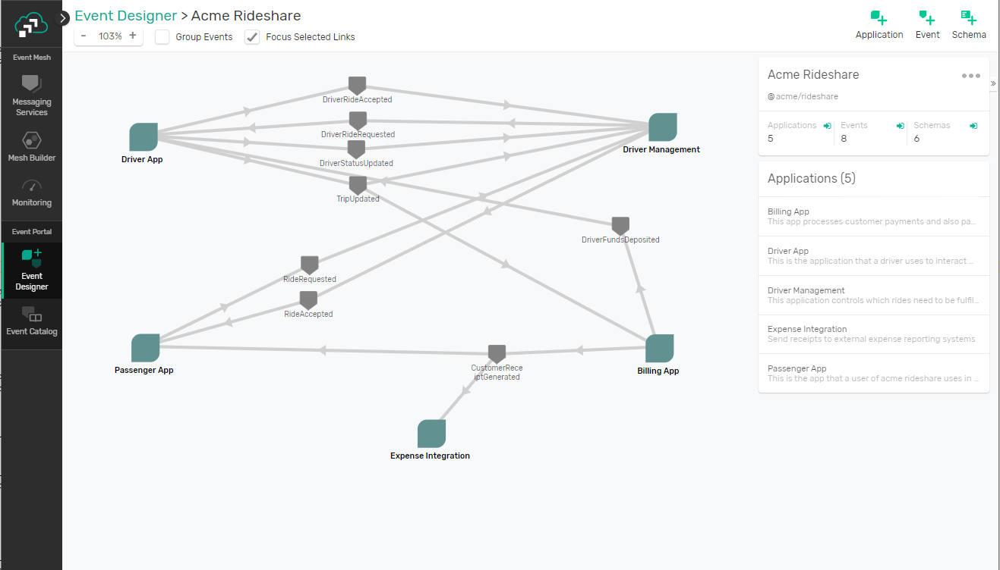 Event Designer > Acme Rideshare
- 103% +
Group Events
Focus Selected Links
Application
Event
Schema
Event Mesh
Messaging
Services
Mesh Builder
Monitoring
Event Portal
Event
Designer
Event Catalog
DriverRideAccepted
DriverRideRequested
DriverStatusUpdated
TripUpdated
Driver App
Driver Management
DriverFundsDeposited
RideRequested
RideAccepted
Passenger App
CustomerRece
iptGenerated
Billing App
Expense Integration
Acme Rideshare
@acme/rideshare
Applications
5
Events
8
Schemas
6
Applications (5)
Billing App
This app processes customer payments and also pa...
Driver App
This is the application that a driver uses to interact ...
Driver Management
This application controls which rides need to be fulfil...
Expense Integration
Send receipts to external expense reporting systems
Passenger App
This is the app that a user of acme rideshare uses in ...